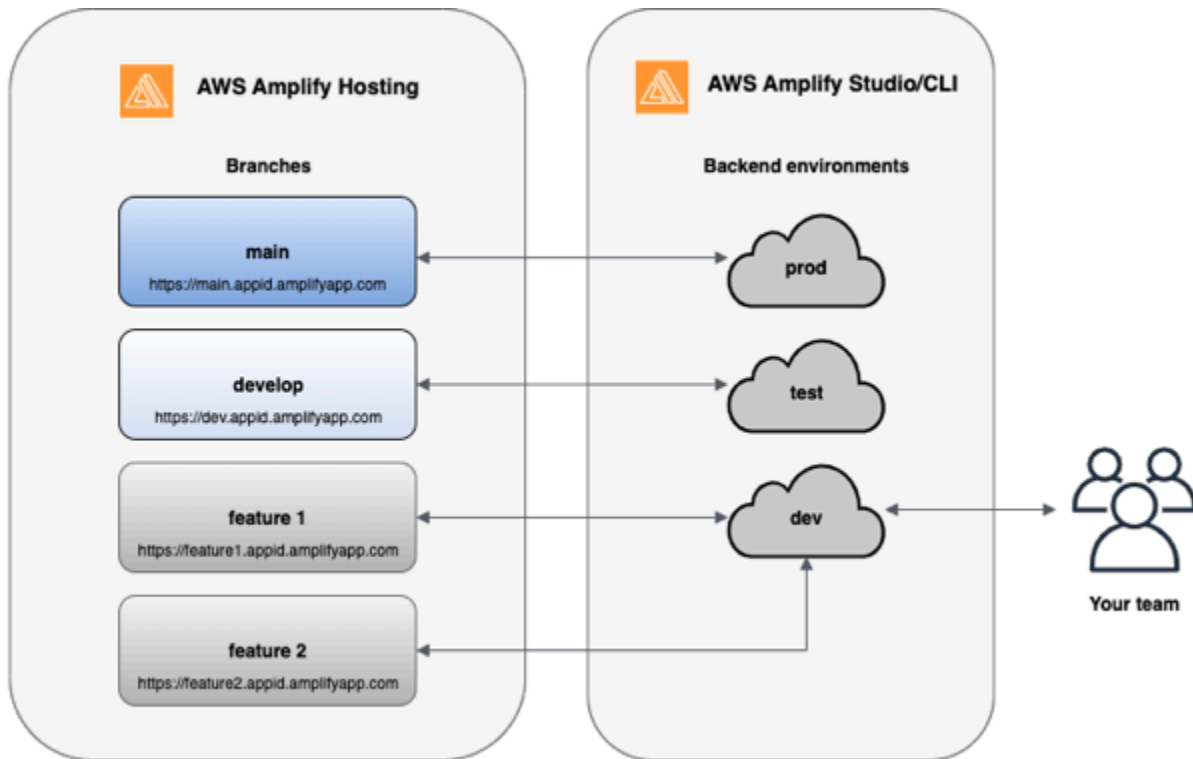 AWS Amplify Hosting
Branches
main
https://main.appid.amplifyapp.com
develop
https://dev.appid.amplifyapp.com
feature 1
https://feature1.appid.amplifyapp.com
feature 2
https://feature2.appid.amplifyapp.com
AWS Amplify Studio/CLI
Backend environments
prod
test
dev
Your team